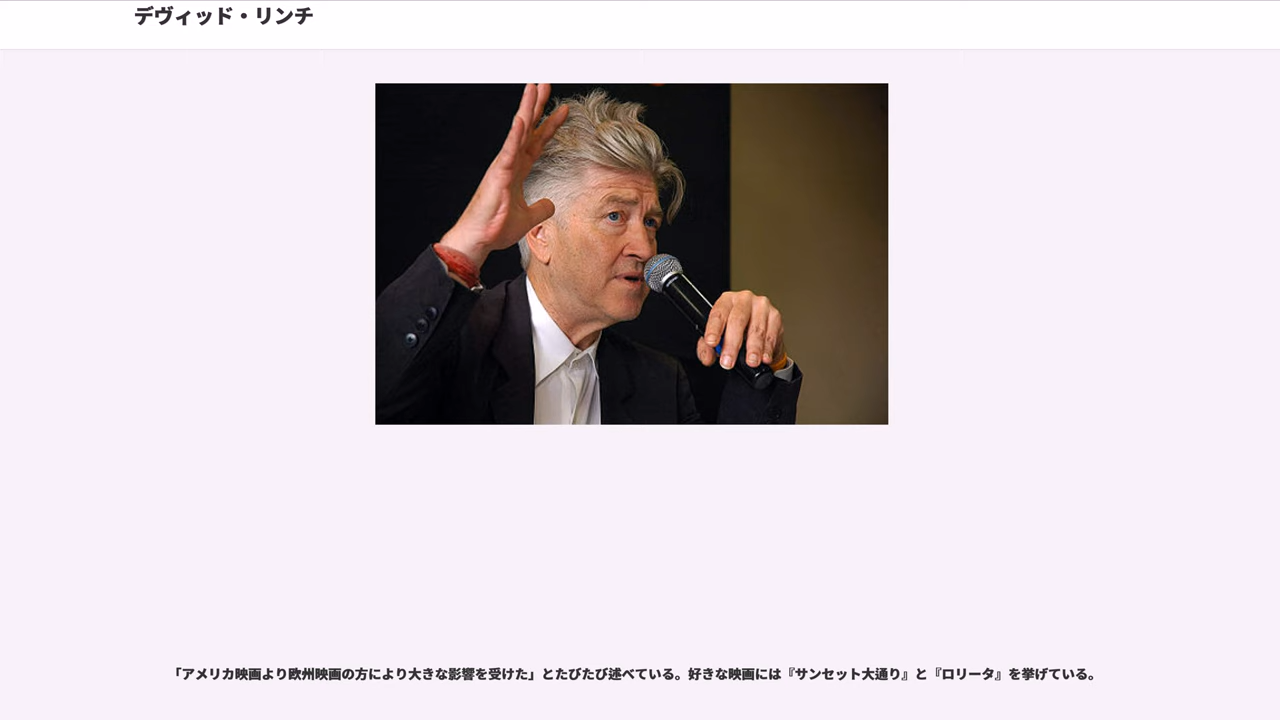 デヴィッド・リンチ
「アメリカ映画より欧州映画の方により大きな影響を受けた」とたびたび述べている。好きな映画には『サンセット大通り』と『ロリータ』を挙げている。